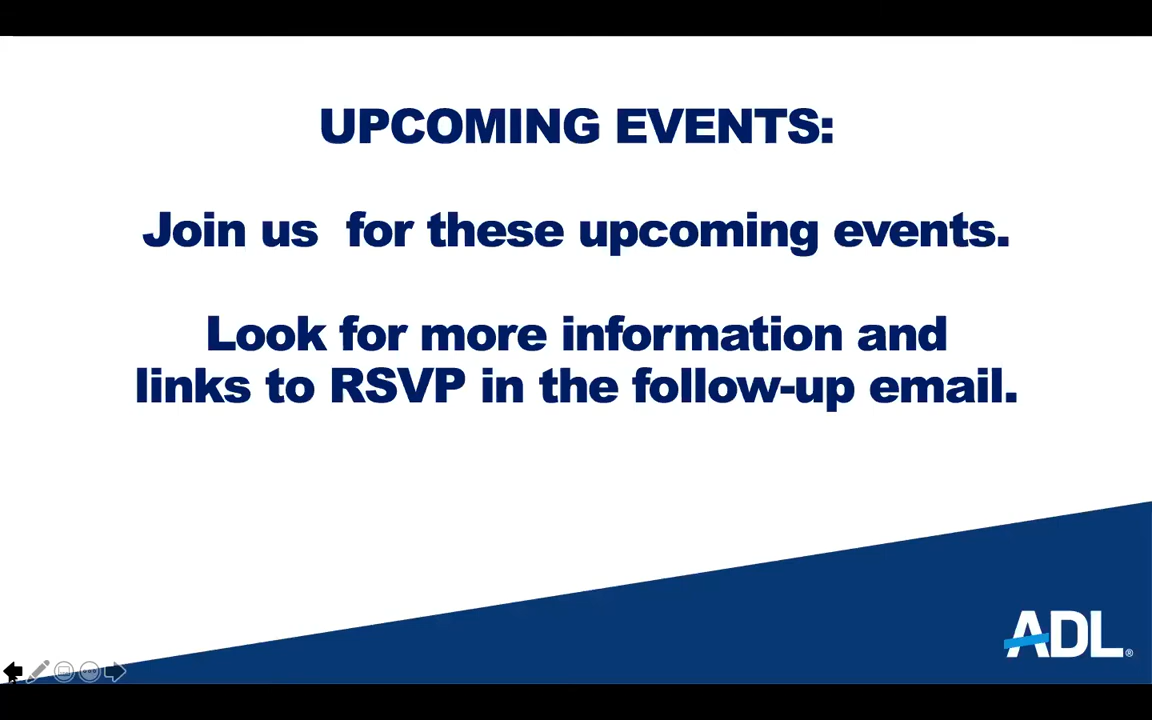 UPCOMING EVENTS:
Join us  for these upcoming events.
Look for more information and
links to RSVP in the follow-up email.
ADL®